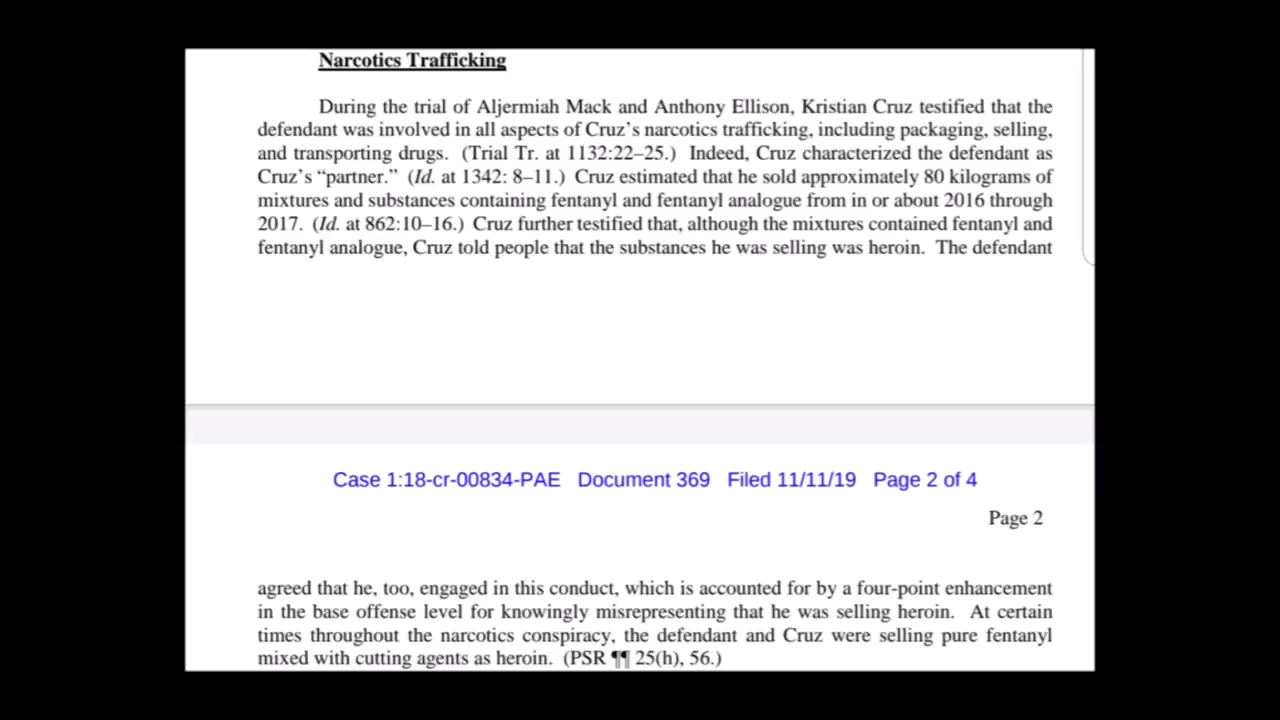 Narcotics Trafficking
During the trial of Aljermiah Mack and Anthony Ellison, Kristian Cruz testified that the
defendant was involved in all aspects of Cruz’s narcotics trafficking, including packaging, selling,
and transporting drugs. (Trial Tr. at 1132:22–25.) Indeed, Cruz characterized the defendant as
Cruz’s “partner.” (Id. at 1342: 8–11.) Cruz estimated that he sold approximately 80 kilograms of
mixtures and substances containing fentanyl and fentanyl analogue from in or about 2016 through
2017. (Id. at 862:10–16.) Cruz further testified that, although the mixtures contained fentanyl and
fentanyl analogue, Cruz told people that the substances he was selling was heroin. The defendant
Case 1:18-cr-00834-PAE Document 369 Filed 11/11/19 Page 2 of 4
Page 2
agreed that he, too, engaged in this conduct, which is accounted for by a four-point enhancement
in the base offense level for knowingly misrepresenting that he was selling heroin. At certain
times throughout the narcotics conspiracy, the defendant and Cruz were selling pure fentanyl
mixed with cutting agents as heroin. (PSR ¶¶ 25(h), 56.)